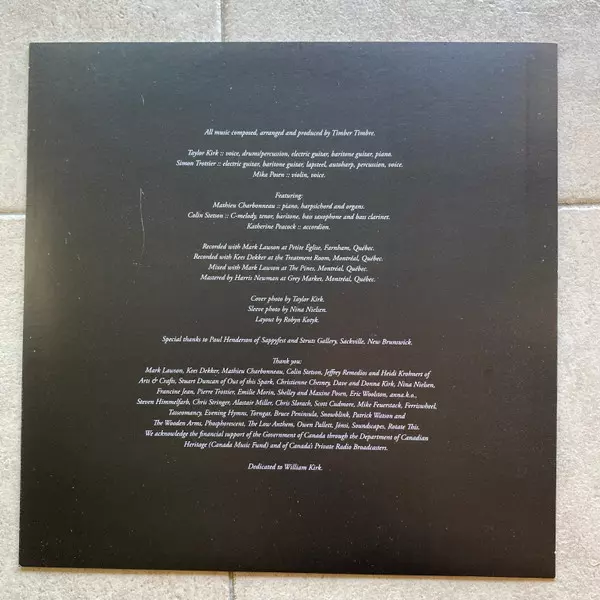 All music composed, arranged and produced by Timber Timbre.
Taylor Kirk :: voice, drums/percussion, electric guitar, baritone guitar, piano.
Simon Trottier :: electric guitar, baritone guitar, lapsteel, autoharp, percussion, voice.
Mika Posen :: violin, voice.
Featuring:
Mathieu Charbonneau :: piano, harpsichord and organs.
Colin Stetson :: C-melody, tenor, baritone, bass saxophone and bass clarinet.
Katherine Peacock :: accordion.
Recorded with Mark Lawson at Petite Église, Farnham, Québec.
Recorded with Kees Dekker at the Treatment Room, Montréal, Québec.
Mixed with Mark Lawson at The Pines, Montréal, Québec.
Mastered by Harris Newman at Grey Market, Montréal, Québec.
Cover photo by Taylor Kirk.
Sleeve photo by Nina Nielsen.
Layout by Robyn Kotyk.
Special thanks to Paul Henderson of Sappyfest and Struts Gallery, Sackville, New Brunswick.
Thank you:
Mark Lawson, Kees Dekker, Mathieu Charbonneau, Colin Stetson, Jeffrey Remedios and Heidi Krohnert of
Arts & Crafts, Stuart Duncan of Out of this Spark, Christienne Chesney, Dave and Donna Kirk, Nina Nielsen,
Francine Jean, Pierre Trottier, Emilie Morin, Shelley and Maxine Posen, Eric Woolston, anna.k.o.,
Steven Himmelfarb, Chris Stringer, Alastair Miller, Chris Slorach, Scott Cudmore, Mike Feuerstack, Ferriswheel,
Tasseomancy, Evening Hymns, Torngat, Bruce Peninsula, Snowblink, Patrick Watson and
The Wooden Arms, Phosphorescent, The Low Anthem, Owen Pallett, Jónsi, Soundscapes, Rotate This.
We acknowledge the financial support of the Government of Canada through the Department of Canadian
Heritage (Canada Music Fund) and of Canada's Private Radio Broadcasters.
Dedicated to William Kirk.